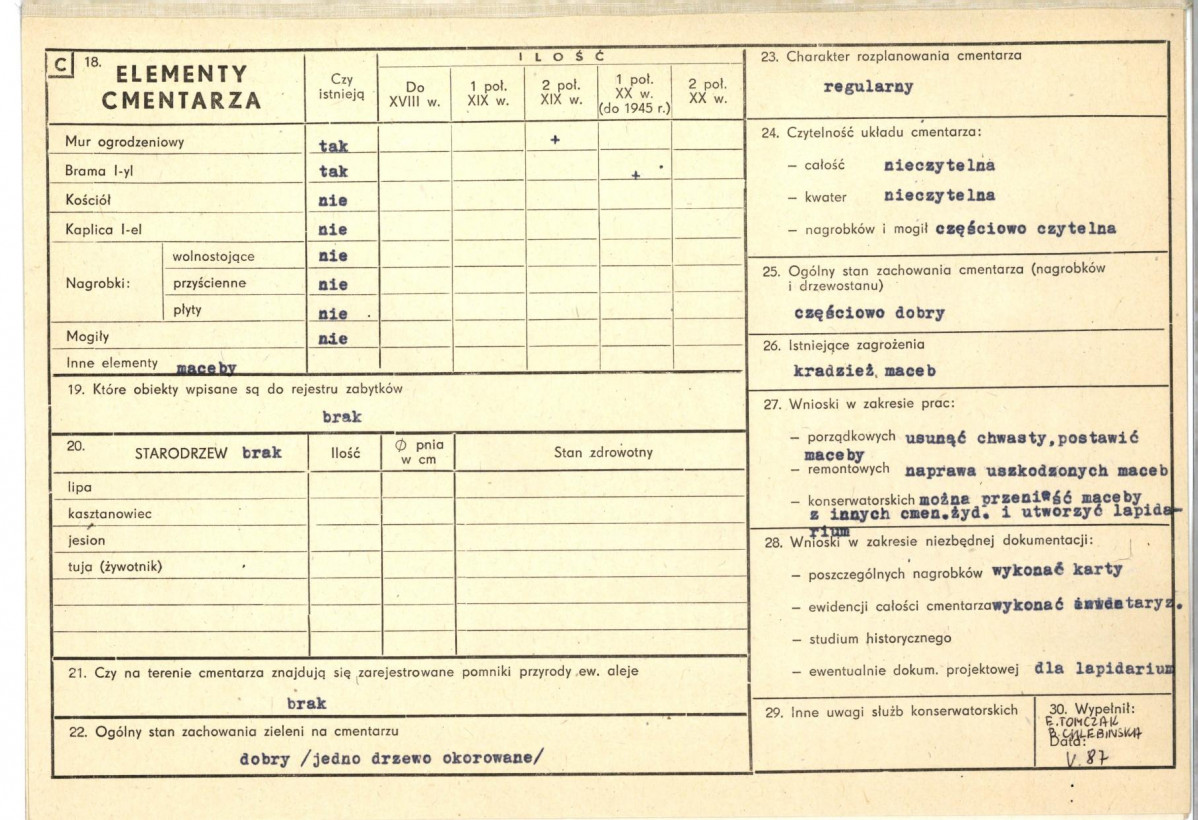 C 18. ELEMENTY CMENTARZA
Czy istnieją
ILOŚĆ
Do XVIII w.
1 poł. XIX w.
2 poł. XIX w.
1 poł. XX w. (do 1945 r.)
2 poł. XX w.
Mur ogrodzeniowy tak +
Brama I-yl tak +
Kościół nie
Kaplica I-el nie
Nagrobki:
wolnostojące nie
przyścienne nie
płyty nie
Mogiły nie
Inne elementy maceby
19. Które obiekty wpisane są do rejestru zabytków
brak
20. STARODRZEW brak
Ilość
Ø pnia w cm
Stan zdrowotny
lipa
kasztanowiec
jesion
tuja (żywotnik)
21. Czy na terenie cmentarza znajdują się zarejestrowane pomniki przyrody ew. aleje
brak
22. Ogólny stan zachowania zieleni na cmentarzu
dobry /jedno drzewo okorowane/
23. Charakter rozplanowania cmentarza
regularny
24. Czytelność układu cmentarza:
– całość nieczytelna
– kwater nieczytelna
– nagrobków i mogił częściowo czytelna
25. Ogólny stan zachowania cmentarza (nagrobków
i drzewostanu)
częściowo dobry
26. Istniejące zagrożenia
kradzież maceb
27. Wnioski w zakresie prac:
– porządkowych usunąć chwasty,postawić
maceby
– remontowych naprawa uszkodzonych maceb
– konserwatorskich można przenieść maceby
z innych cmen.żyd. i utworzyć lapida-
rium
28. Wnioski w zakresie niezbędnej dokumentacji:
– poszczególnych nagrobków wykonać karty
– ewidencji całości cmentarza wykonać inwentaryz.
– studium historycznego
– ewentualnie dokum. projektowej dla lapidarium
29. Inne uwagi służb konserwatorskich
30. Wypełnił:
E. TOMCZAK
Data:
V. 87